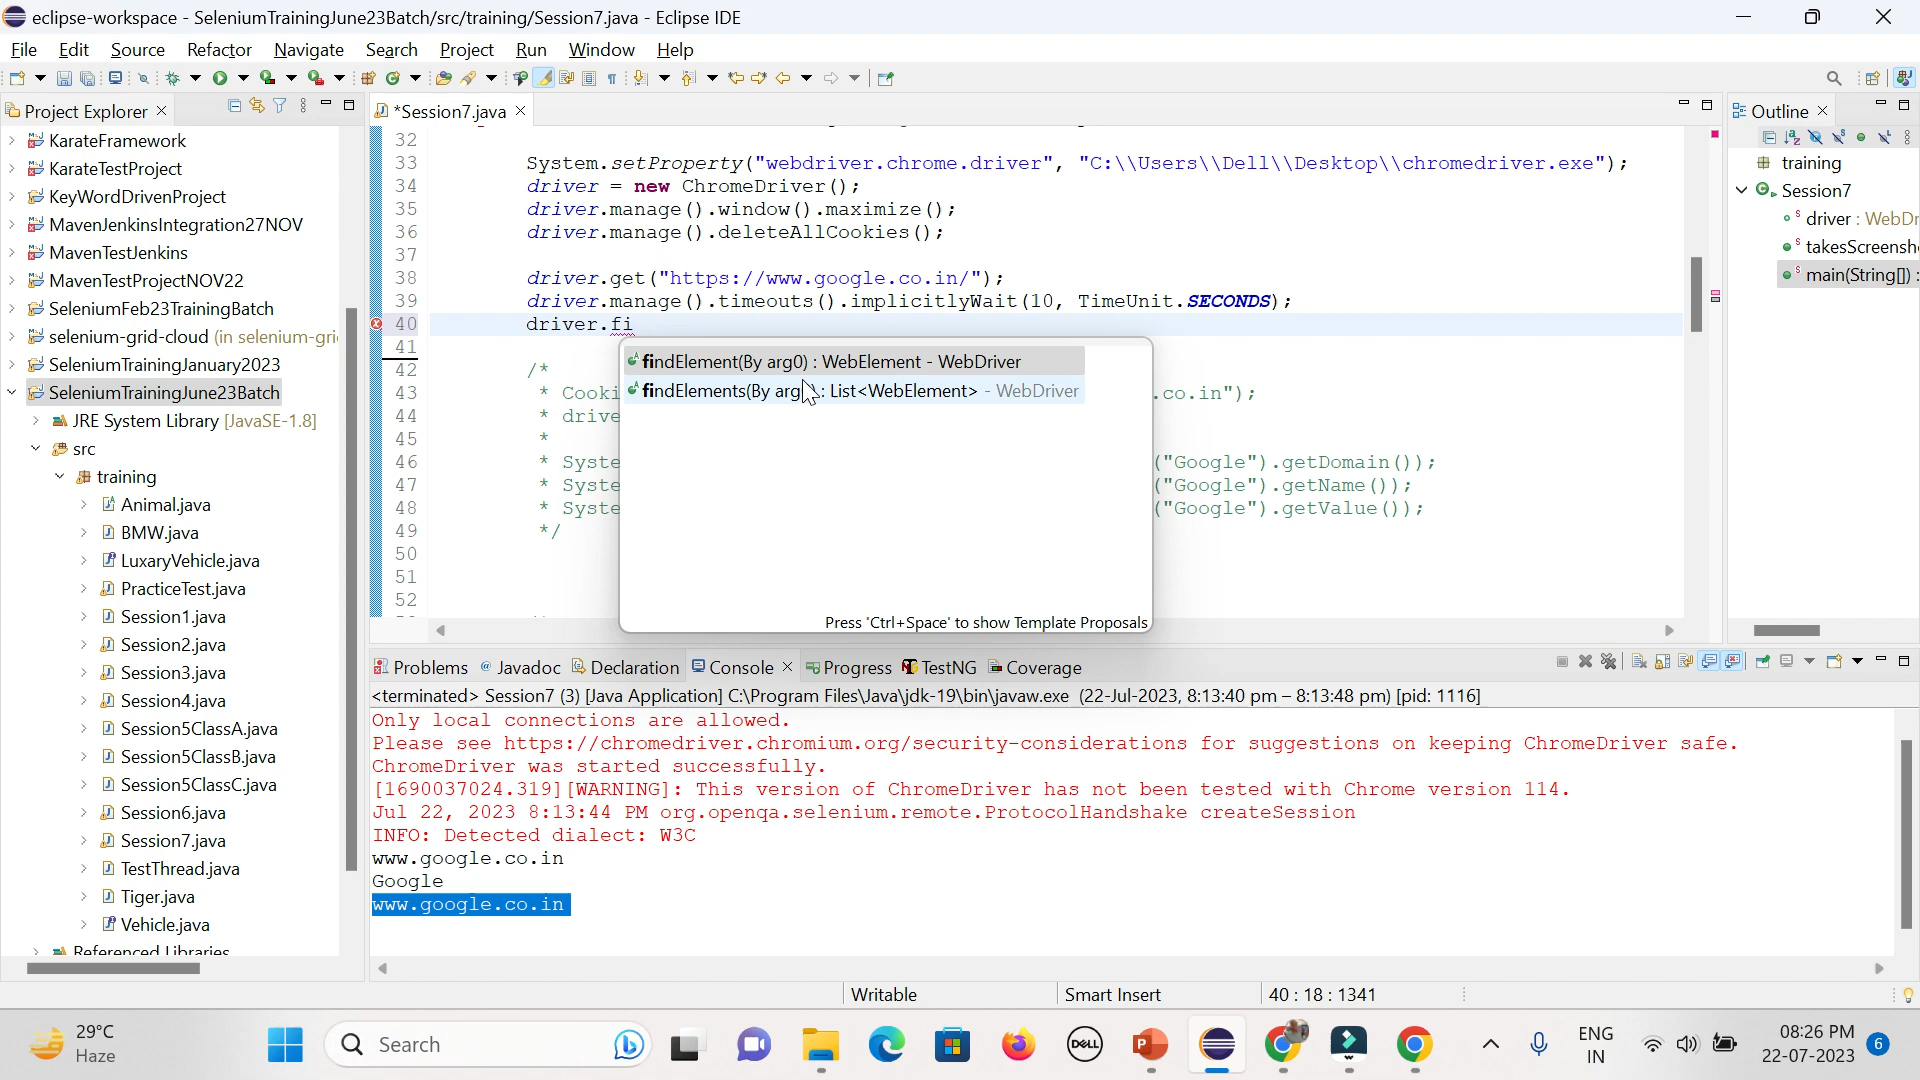 eclipse-workspace - SeleniumTrainingJune23Batch/src/training/Session7.java - Eclipse IDE
File Edit Source Refactor Navigate Search Project Run Window Help
Project Explorer
KarateFramework
KarateTestProject
KeyWordDrivenProject
MavenJenkinsIntegration27NOV
MavenTestJenkins
MavenTestProjectNOV22
SeleniumFeb23TrainingBatch
selenium-grid-cloud (in selenium-gri
SeleniumTrainingJanuary2023
SeleniumTrainingJune23Batch
JRE System Library [JavaSE-1.8]
src
training
Animal.java
BMW.java
LuxaryVehicle.java
PracticeTest.java
Session1.java
Session2.java
Session3.java
Session4.java
Session5ClassA.java
Session5ClassB.java
Session5ClassC.java
Session6.java
Session7.java
TestThread.java
Tiger.java
Vehicle.java
Referenced Libraries
*Session7.java
32
33 System.setProperty("webdriver.chrome.driver", "C:\\Users\\Dell\\Desktop\\chromedriver.exe");
34 driver = new ChromeDriver();
35 driver.manage().window().maximize();
36 driver.manage().deleteAllCookies();
37
38 driver.get("https://www.google.co.in/");
39 driver.manage().timeouts().implicitlyWait(10, TimeUnit.SECONDS);
40 driver.fi
41
42 /*
43 * Cooki .co.in");
44 * drive
45 *
46 * Syste ("Google").getDomain());
47 * Syste ("Google").getName());
48 * Syste ("Google").getValue());
49 */
50
51
52
findElement(By arg0) : WebElement - WebDriver
findElements(By arg : List<WebElement> - WebDriver
Press 'Ctrl+Space' to show Template Proposals
Outline
training
Session7
driver : WebDr
takesScreensh
main(String[]) :
Problems Javadoc Declaration Console Progress TestNG Coverage
<terminated> Session7 (3) [Java Application] C:\Program Files\Java\jdk-19\bin\javaw.exe (22-Jul-2023, 8:13:40 pm – 8:13:48 pm) [pid: 1116]
Only local connections are allowed.
Please see https://chromedriver.chromium.org/security-considerations for suggestions on keeping ChromeDriver safe.
ChromeDriver was started successfully.
[1690037024.319][WARNING]: This version of ChromeDriver has not been tested with Chrome version 114.
Jul 22, 2023 8:13:44 PM org.openqa.selenium.remote.ProtocolHandshake createSession
INFO: Detected dialect: W3C
www.google.co.in
Google
www.google.co.in
Writable Smart Insert 40 : 18 : 1341
29°C
Haze
Search
DELL
ENG
IN
08:26 PM
22-07-2023
6